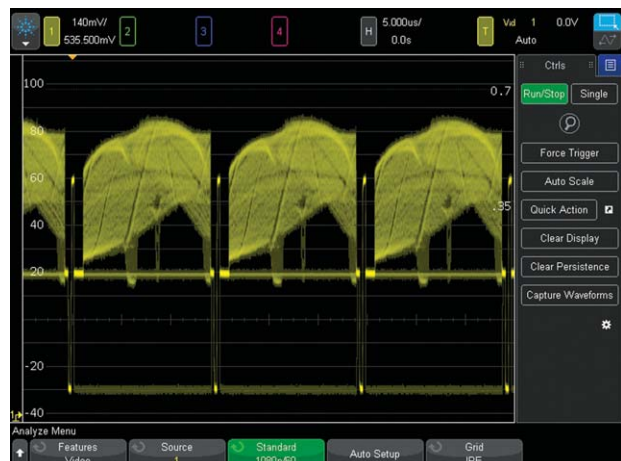 1 140mV/ 535.500mV 2 3 4 H 5.000us/ 0.0s T Vid 1 0.0V Auto
Ctrls
100
0.7
Run/Stop Single
80
Force Trigger
60
Auto Scale
.35
Quick Action
40
Clear Display
20
Clear Persistence
Capture Waveforms
-20
-40
Analyze Menu
Features Source Standard Auto Setup Grid
Video 1 1080p/60 IRE